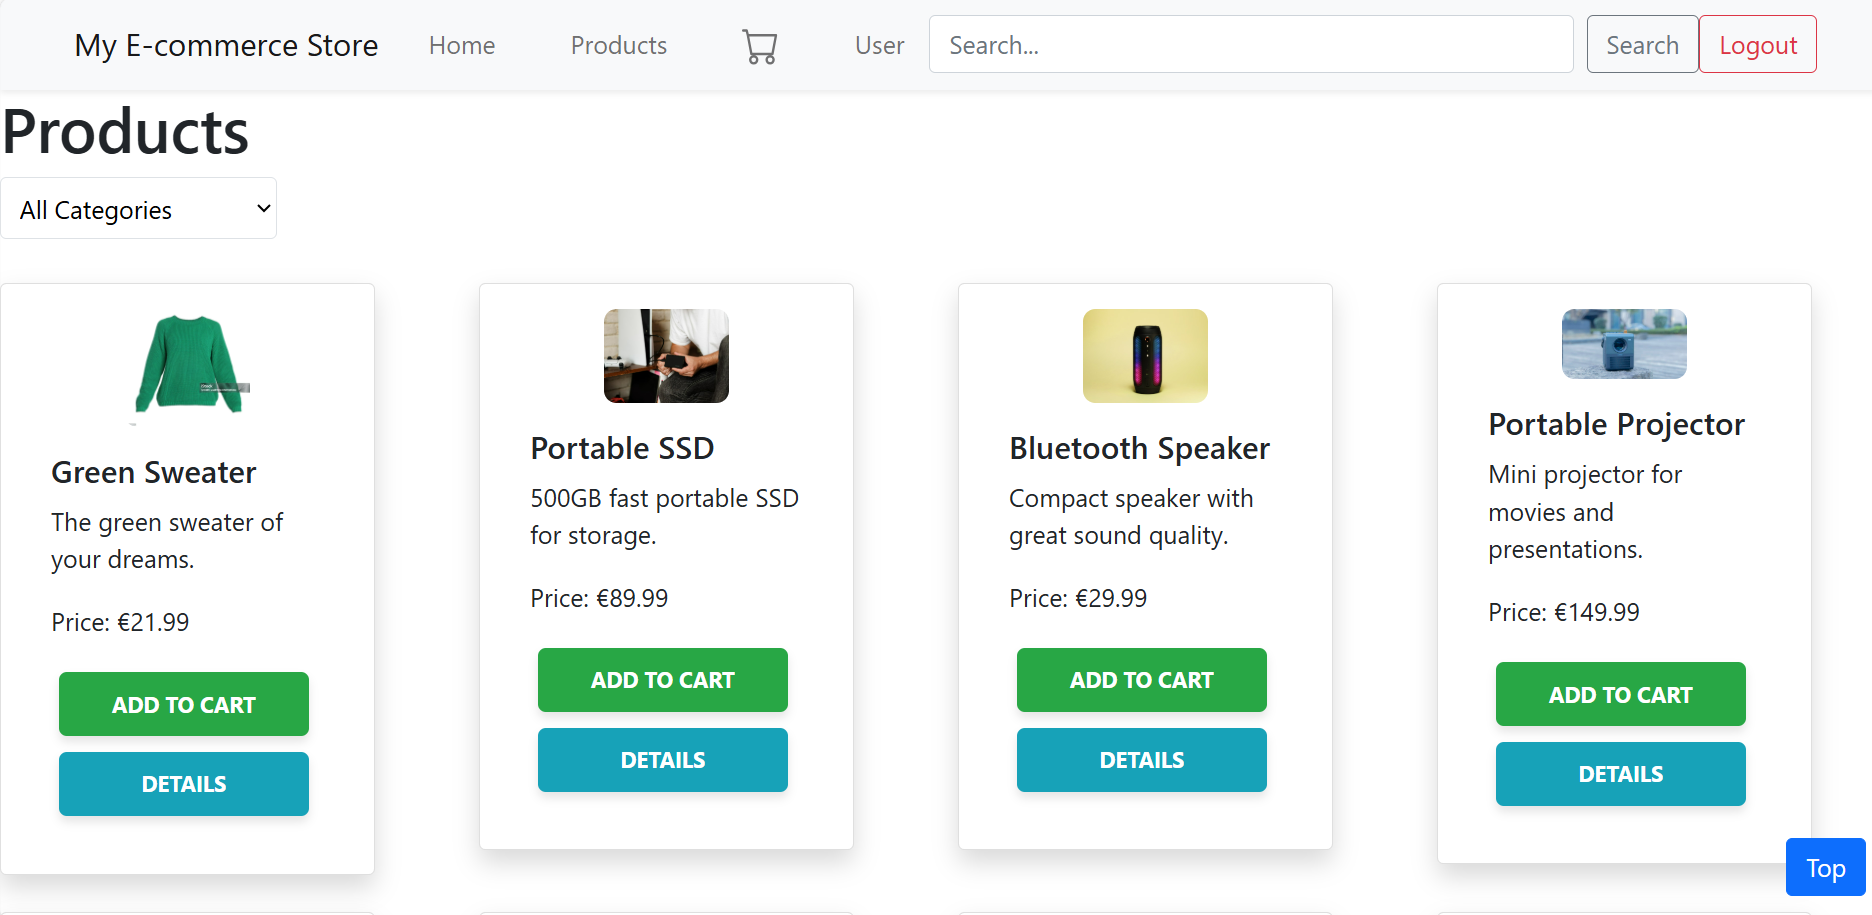 My E-commerce Store Home Products User Search... Search Logout
Products
All Categories
Green Sweater
The green sweater of
your dreams.
Price: €21.99
ADD TO CART
DETAILS
Portable SSD
500GB fast portable SSD
for storage.
Price: €89.99
ADD TO CART
DETAILS
Bluetooth Speaker
Compact speaker with
great sound quality.
Price: €29.99
ADD TO CART
DETAILS
Portable Projector
Mini projector for
movies and
presentations.
Price: €149.99
ADD TO CART
DETAILS
Top